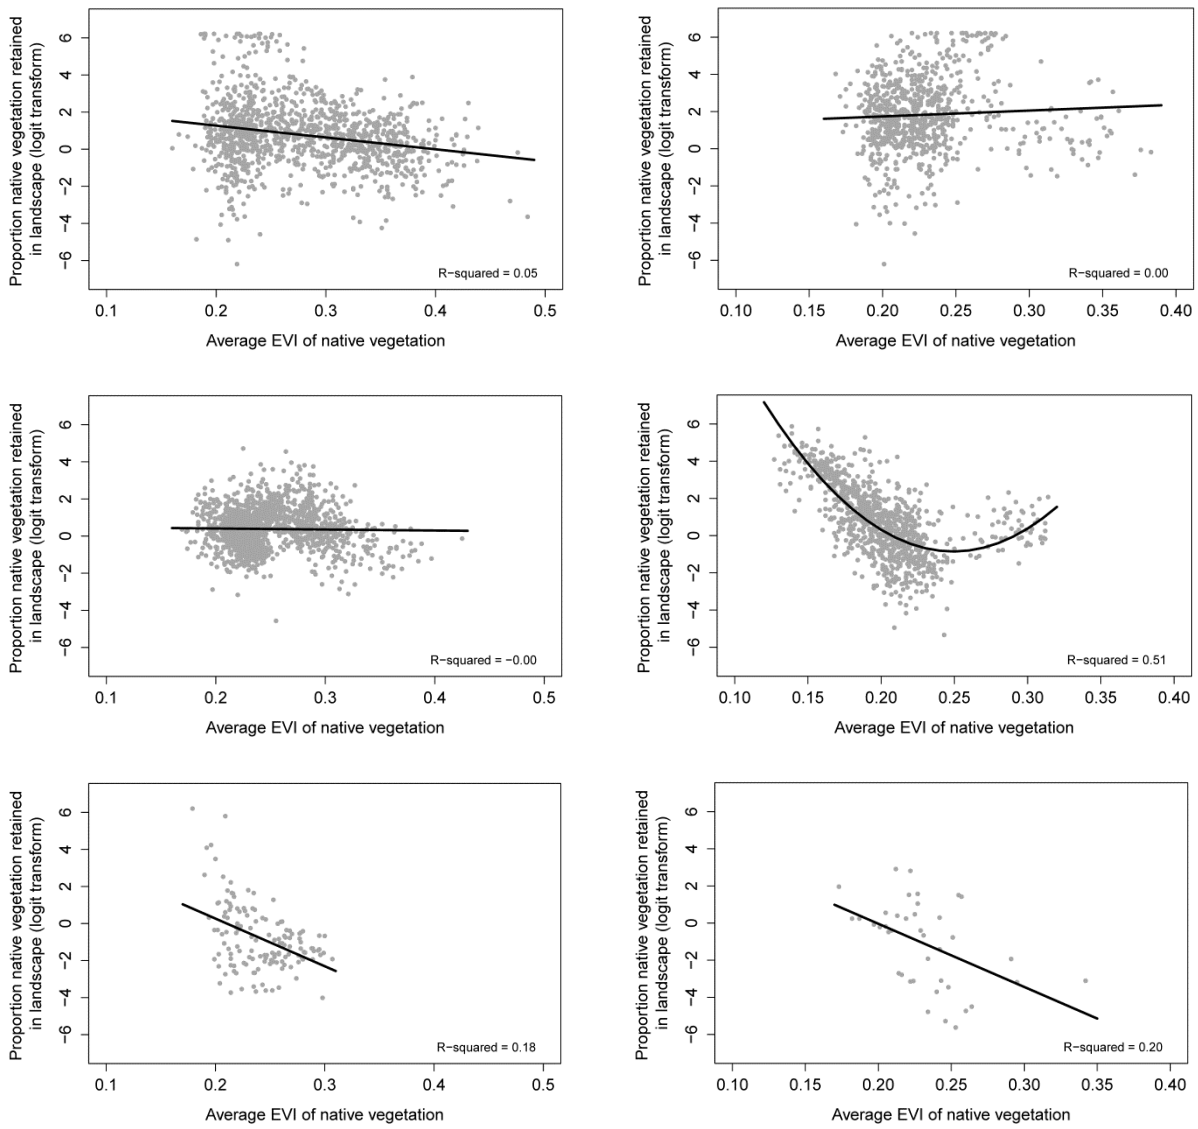 Proportion native vegetation retained
in landscape (logit transform)
6
4
2
0
−2
−4
−6
R−squared = 0.05
0.1 0.2 0.3 0.4 0.5
Average EVI of native vegetation
Proportion native vegetation retained
in landscape (logit transform)
6
4
2
0
−2
−4
−6
R−squared = 0.00
0.10 0.15 0.20 0.25 0.30 0.35 0.40
Average EVI of native vegetation
Proportion native vegetation retained
in landscape (logit transform)
6
4
2
0
−2
−4
−6
R−squared = −0.00
0.1 0.2 0.3 0.4 0.5
Average EVI of native vegetation
Proportion native vegetation retained
in landscape (logit transform)
6
4
2
0
−2
−4
−6
R−squared = 0.51
0.10 0.15 0.20 0.25 0.30 0.35 0.40
Average EVI of native vegetation
Proportion native vegetation retained
in landscape (logit transform)
6
4
2
0
−2
−4
−6
R−squared = 0.18
0.1 0.2 0.3 0.4 0.5
Average EVI of native vegetation
Proportion native vegetation retained
in landscape (logit transform)
6
4
2
0
−2
−4
−6
R−squared = 0.20
0.10 0.15 0.20 0.25 0.30 0.35 0.40
Average EVI of native vegetation